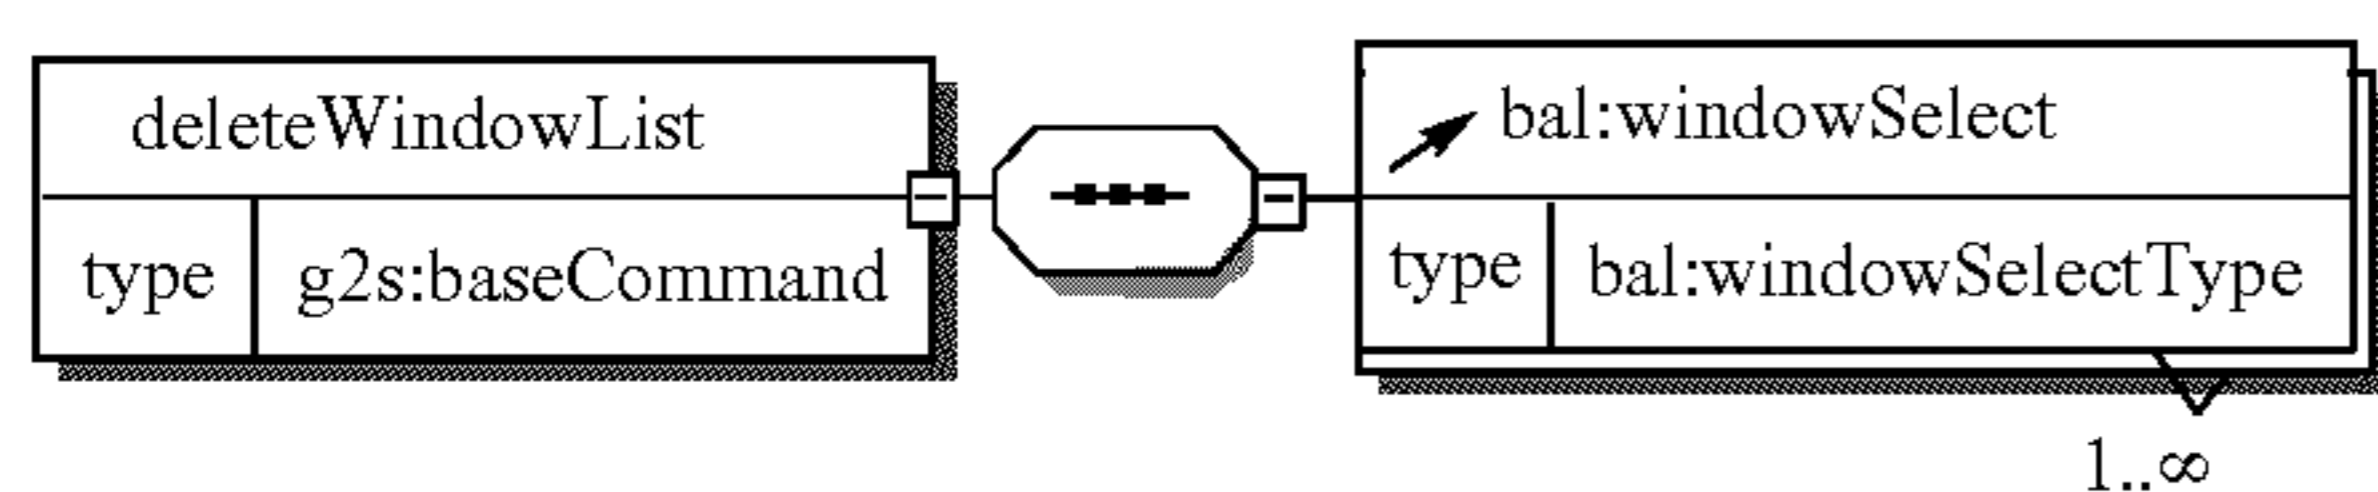 deleteWindowList
type g2s:baseCommand
bal:windowSelect
type bal:windowSelectType
1..∞